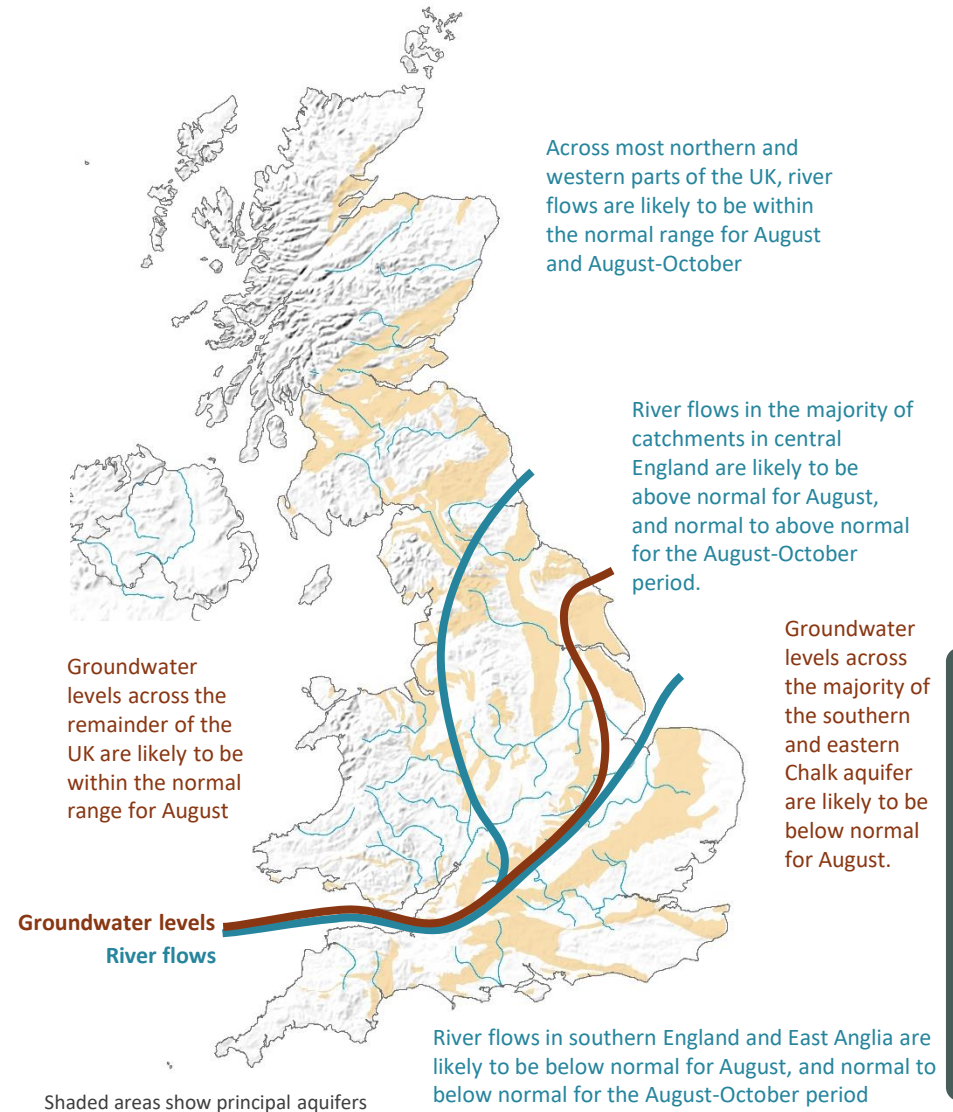 Across most northern and
western parts of the UK, river
flows are likely to be within
the normal range for August
and August-October
River flows in the majority of
catchments in central
England are likely to be
above normal for August,
and normal to above normal
for the August-October
period.
Groundwater
levels across
the majority of
the southern
and eastern
Chalk aquifer
are likely to be
below normal
for August.
Groundwater
levels across the
remainder of the
UK are likely to be
within the normal
range for August
Groundwater levels
River flows
River flows in southern England and East Anglia are
likely to be below normal for August, and normal to
below normal for the August-October period
Shaded areas show principal aquifers